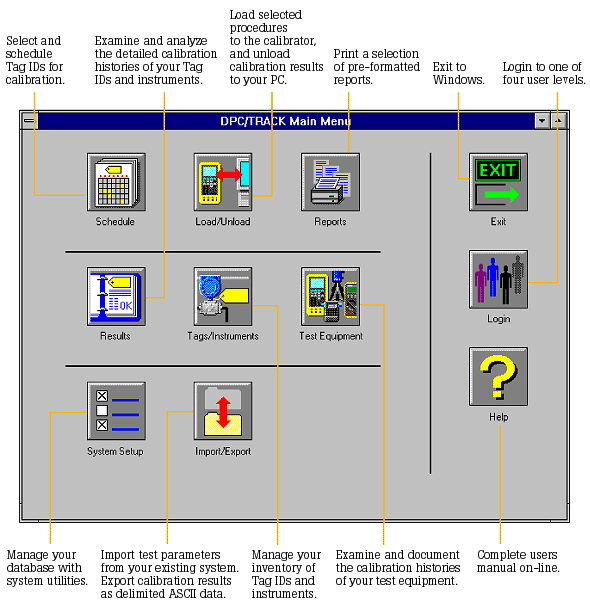 Select and
schedule
Tag IDs for
calibration.
Examine and analyze
the detailed calibration
histories of your Tag
IDs and instruments.
Load selected
procedures
to the calibrator,
and unload
calibration results
to your PC.
Print a selection
of pre-formatted
reports.
Exit to
Windows.
Login to one of
four user levels.
DPC/TRACK Main Menu
Schedule
Load/Unload
Reports
EXIT
Exit
OK
Results
Tags/Instruments
Test Equipment
Login
System Setup
Import/Export
?
Help
Manage your
database with
system utilities.
Import test parameters
from your existing system.
Export calibration results
as delimited ASCII data.
Manage your
inventory of
Tag IDs and
instruments.
Examine and document
the calibration histories
of your test equipment.
Complete users
manual on-line.